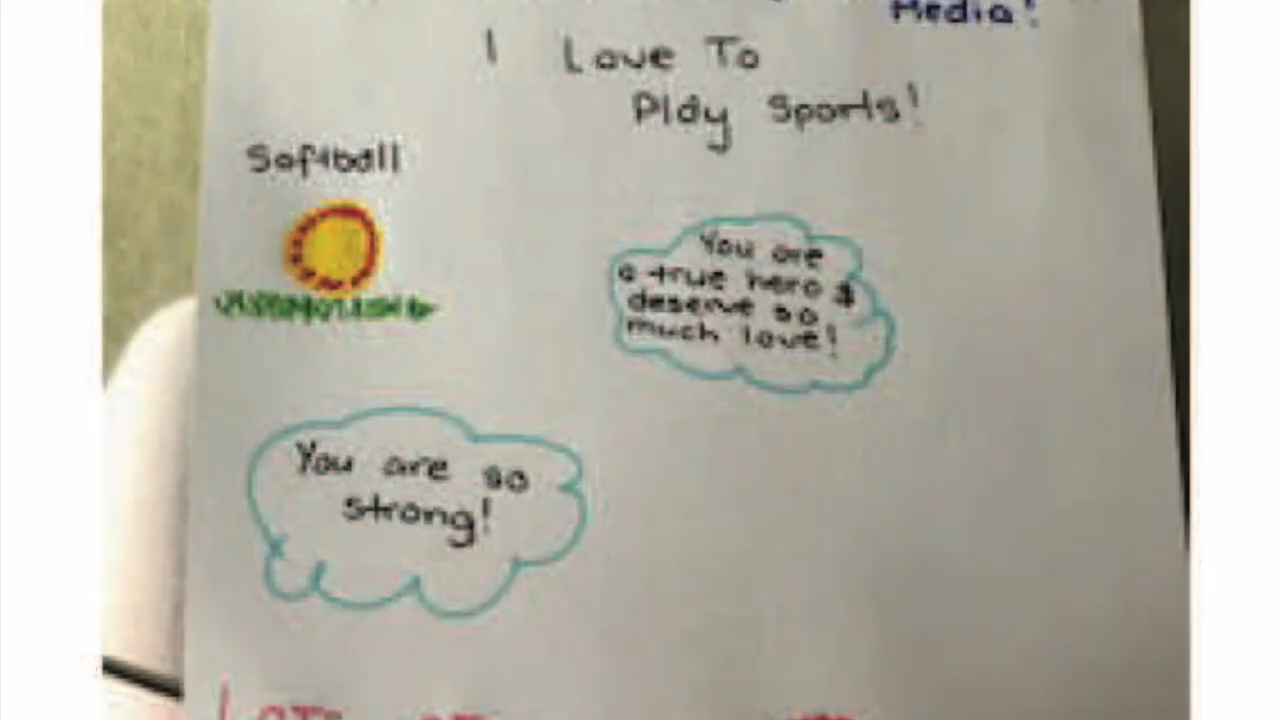 Media!
I Love To
Play Sports!
Softball
You are
a true hero &
deserve so
much love!
You are so
strong!